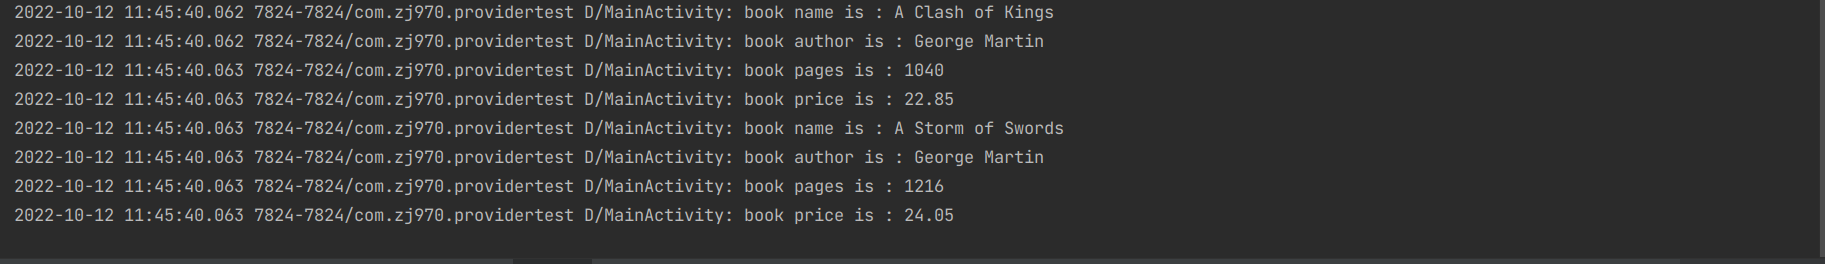 2022-10-12 11:45:40.062 7824-7824/com.zj970.providertest D/MainActivity: book name is : A Clash of Kings
2022-10-12 11:45:40.062 7824-7824/com.zj970.providertest D/MainActivity: book author is : George Martin
2022-10-12 11:45:40.063 7824-7824/com.zj970.providertest D/MainActivity: book pages is : 1040
2022-10-12 11:45:40.063 7824-7824/com.zj970.providertest D/MainActivity: book price is : 22.85
2022-10-12 11:45:40.063 7824-7824/com.zj970.providertest D/MainActivity: book name is : A Storm of Swords
2022-10-12 11:45:40.063 7824-7824/com.zj970.providertest D/MainActivity: book author is : George Martin
2022-10-12 11:45:40.063 7824-7824/com.zj970.providertest D/MainActivity: book pages is : 1216
2022-10-12 11:45:40.063 7824-7824/com.zj970.providertest D/MainActivity: book price is : 24.05